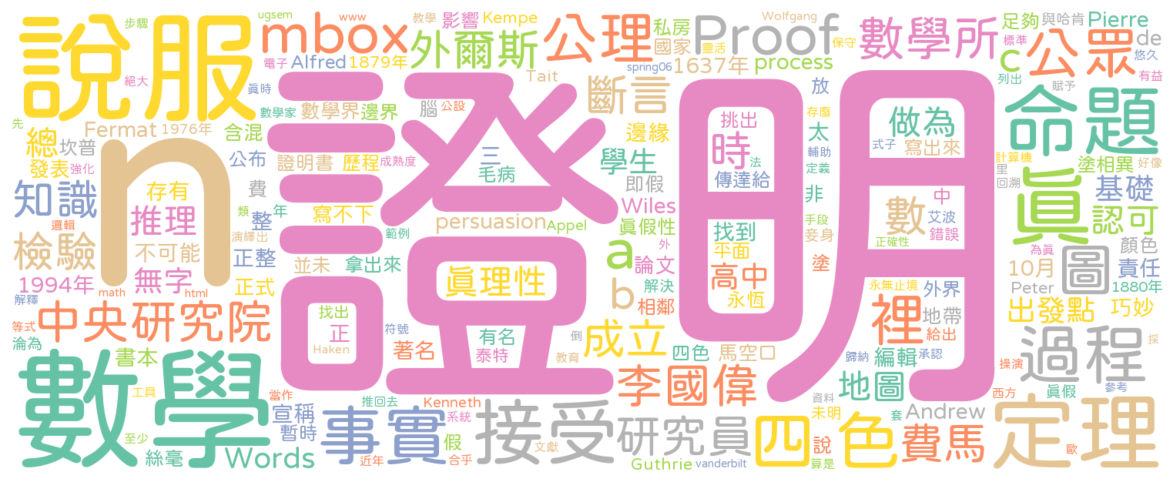 步驟
ugsem
教學
影響
Kempe
Wolfgang
保守
足夠
與哈肯
Pierre
說服
mbox
外爾斯
公理
Proof
私房
國家
靈活
數學所
標準
de
悠久
公眾
電子
Alfred
1879年
Tait
spring06
1637年
process
c
列出
有益
絕大
眞時
數學家
數學界
公設
邊界
腦
斷言
放
存廢
式子
賦予
命題
先
Fermat
1976年
含混
強化
挑出
太
輔助
做為
總
坎普
發表
公布
證明書
歷程
成熟度
三
毛病
邊緣
時
法
定義
寫出來
計算機
好像
塗相異
里
回溯
n
證明
學生
傳達給
非
眞
知識
存有
費
即假
中
基礎
邏輯
推理
類
年
寫不下
範例
persuasion
Appel
Wiles
眞假性
手段
數
艾波
錯誤
認可
檢驗
不可能
整
演繹出
a
找到
平面
妾身
正確性
為眞
無字
正整
並未
拿出來
眞理性
外
論文
高中
塗
顏色
圖
1994年
正式
b
解決
永恆
永無止境
10月
責任
解釋
math
html
相鄰
裡
外界
Peter
1880年
中央研究院
找出
正
符號
有名
倒
成立
地帶
出發點
巧妙
等式
Haken
著名
泰特
四色
馬空口
給出
淪為
書本
教育
李國偉
地圖
編輯
歸納
承認
操演
過程
採
數學
工具
當作
推回去
資料
西方
眞假
參考
宣稱
事實
Kenneth
系統
接受
研究員
四
色
未明
套
Andrew
定理
暫時
假
說
費馬
至少
絲毫
Words
近年
合乎
文獻
Guthrie
vanderbilt
算是
與哈肯
歐
www